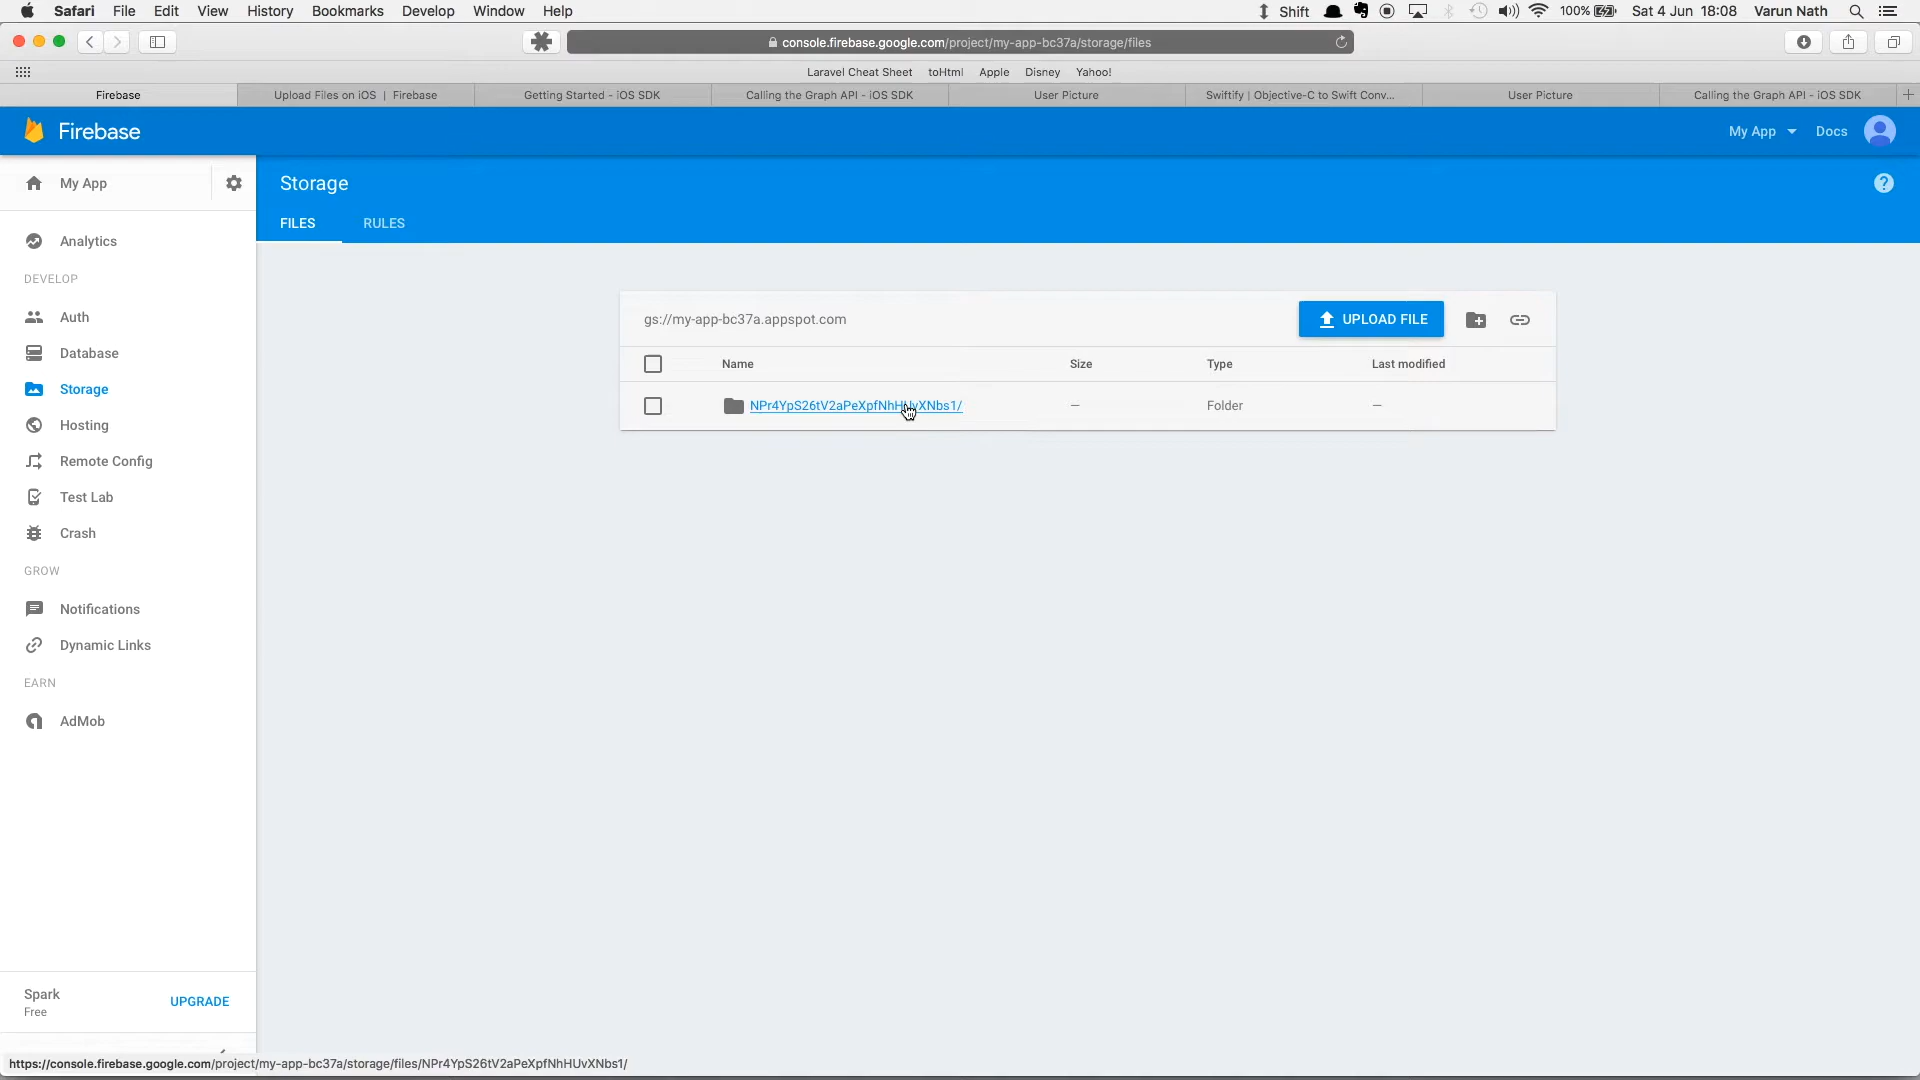 Safari File Edit View History Bookmarks Develop Window Help Shift 100% Sat 4 Jun 18:08 Varun Nath
console.firebase.google.com/project/my-app-bc37a/storage/files
Laravel Cheat Sheet toHtml Apple Disney Yahoo!
Firebase Upload Files on iOS | Firebase Getting Started - iOS SDK Calling the Graph API - iOS SDK User Picture Swiftify | Objective-C to Swift Conv... User Picture Calling the Graph API - iOS SDK
Firebase My App Docs
My App
Storage
FILES RULES
Analytics
DEVELOP
Auth
Database
Storage
Hosting
Remote Config
Test Lab
Crash
GROW
Notifications
Dynamic Links
EARN
AdMob
gs://my-app-bc37a.appspot.com UPLOAD FILE
Name Size Type Last modified
NPr4YpS26tV2aPeXpfNhHUvXNbs1/ — Folder —
Spark
Free
UPGRADE
https://console.firebase.google.com/project/my-app-bc37a/storage/files/NPr4YpS26tV2aPeXpfNhHUvXNbs1/